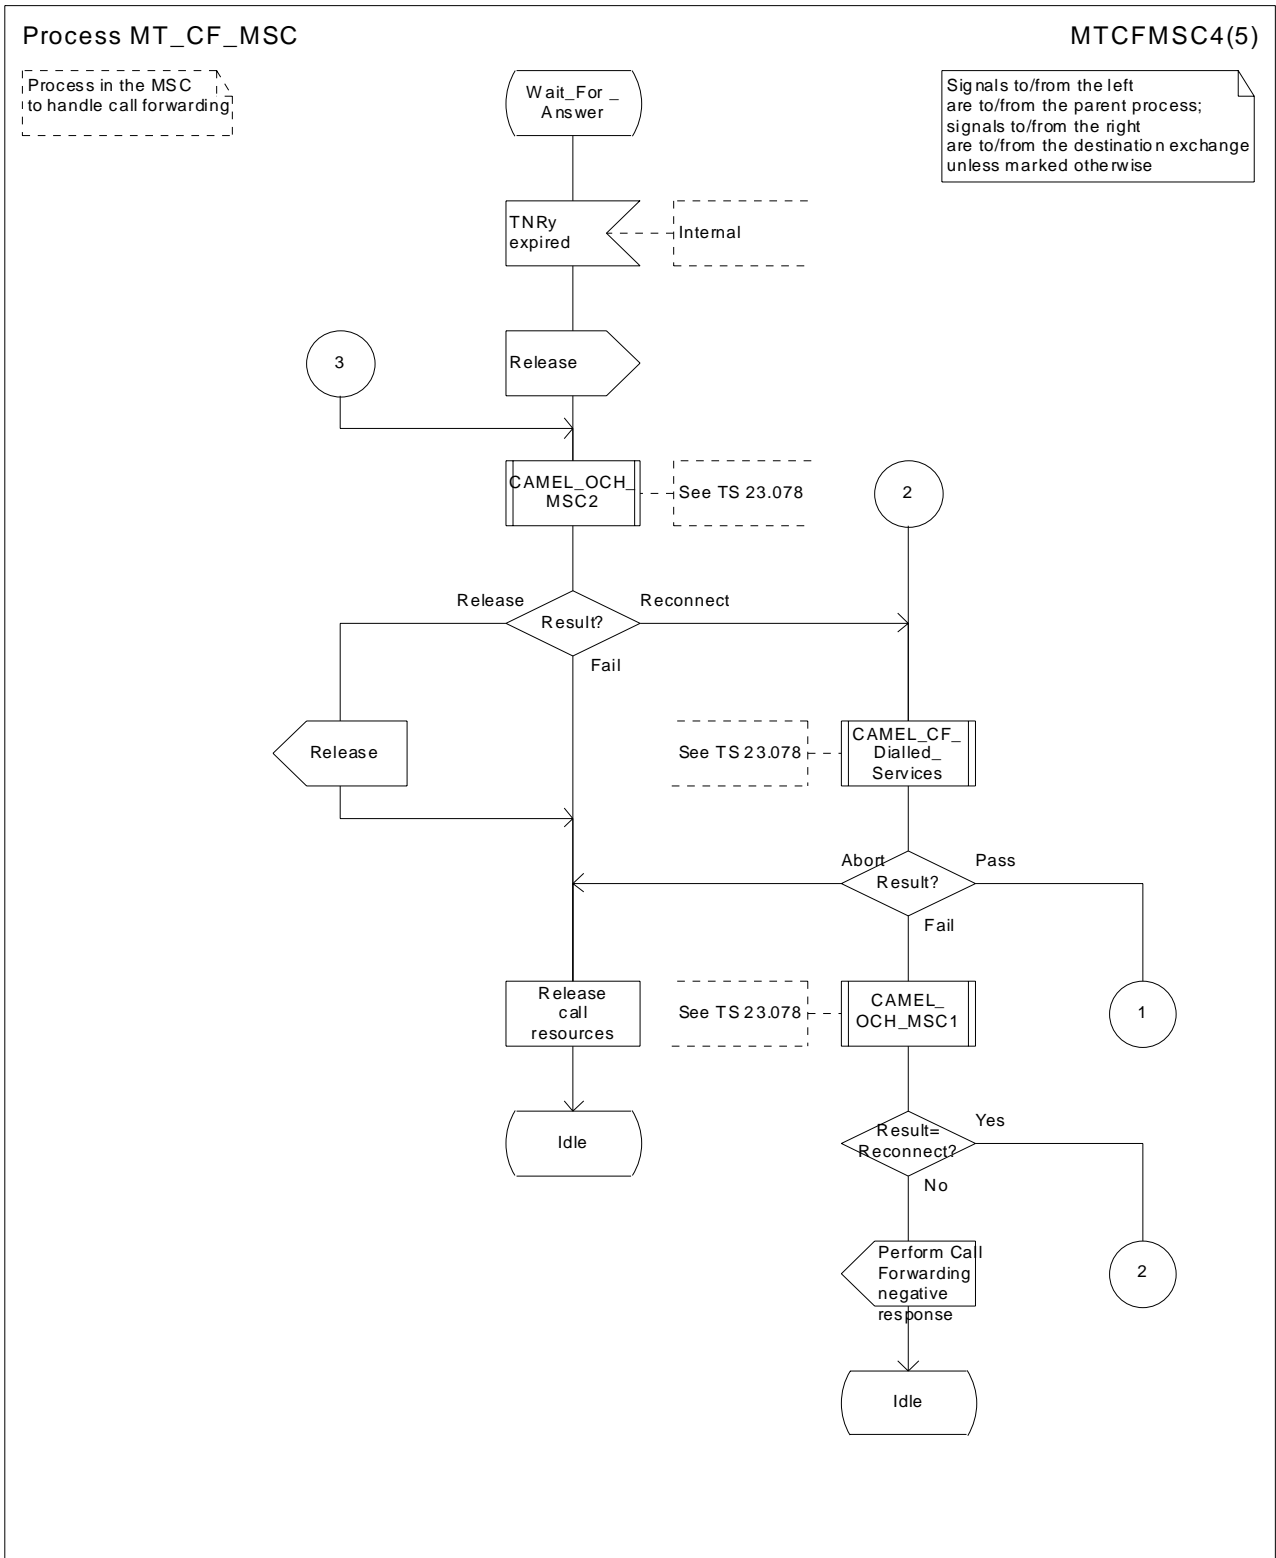 Process MT_CF_MSC
MTCFMSC4(5)
Process in the MSC
to handle call forwarding
Signals to/from the left
are to/from the parent process;
signals to/from the right
are to/from the destination exchange
unless marked otherwise
Wait_For_
Answer
TNRy
expired
Internal
3
Release
CAMEL_OCH_
MSC2
See TS 23.078
2
Release
Result?
Reconnect
Fail
Release
See TS 23.078
CAMEL_CF_
Dialled_
Services
Abort
Result?
Pass
Fail
Release
call
resources
See TS 23.078
CAMEL_
OCH_MSC1
1
Idle
Result=
Reconnect?
Yes
No
Perform Call
Forwarding
negative
response
2
Idle